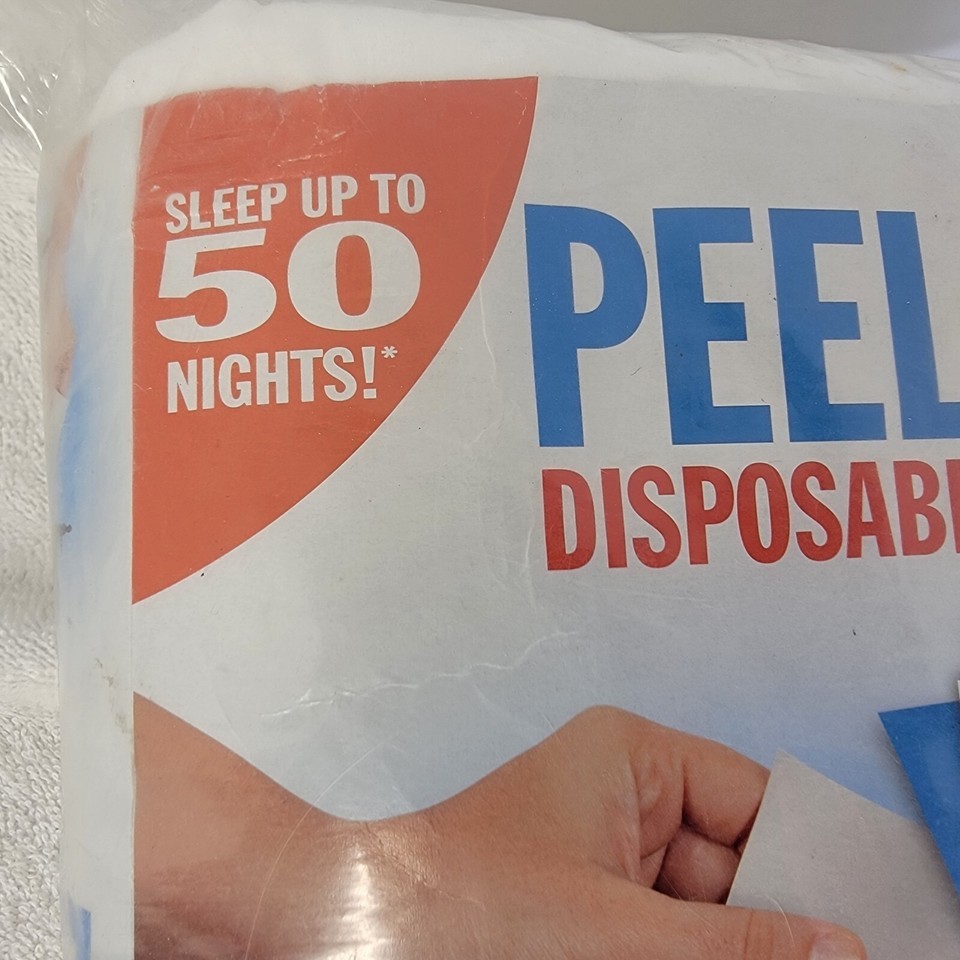 SLEEP UP TO
50
NIGHTS!*
PEEL
DISPOSAB